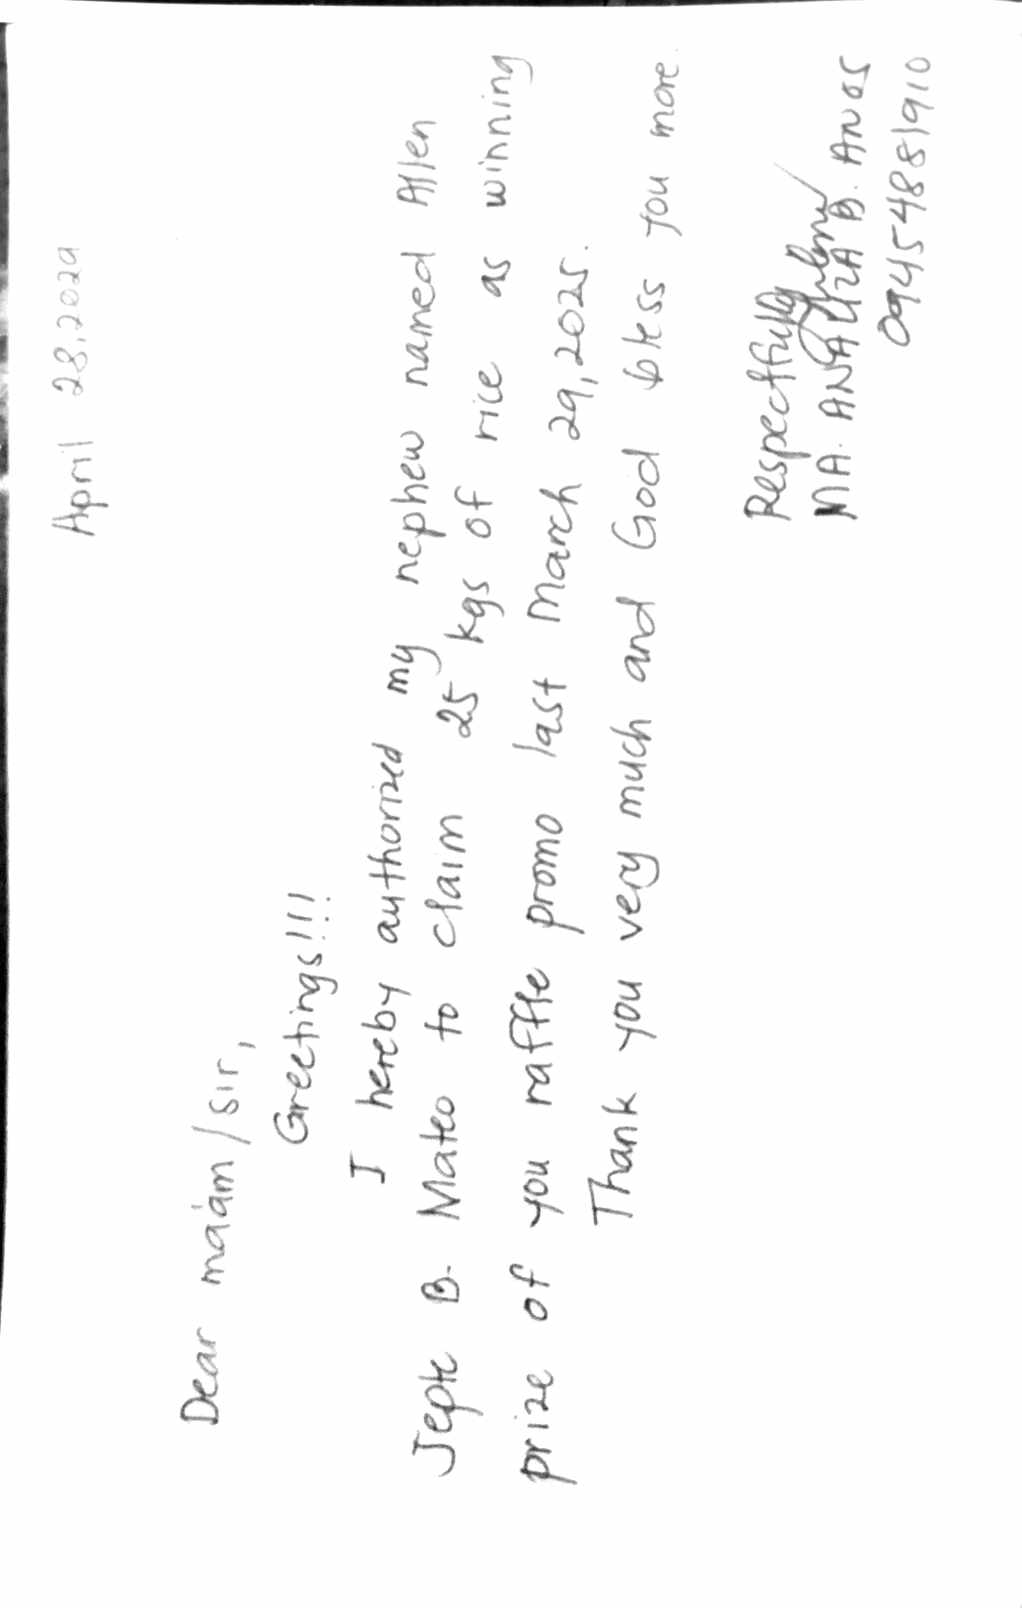 April 28, 2029
Dear ma'am/sir,
Greetings!!!
I hereby authorized my nephew named Allen
Jepte B. Mateo to claim 25 kgs of rice as winning
prize of you raffle promo last March 29, 2025.
Thank you very much and God bless you more.
Respectfully
MA. ANALIZA B. ANOS
09454881910